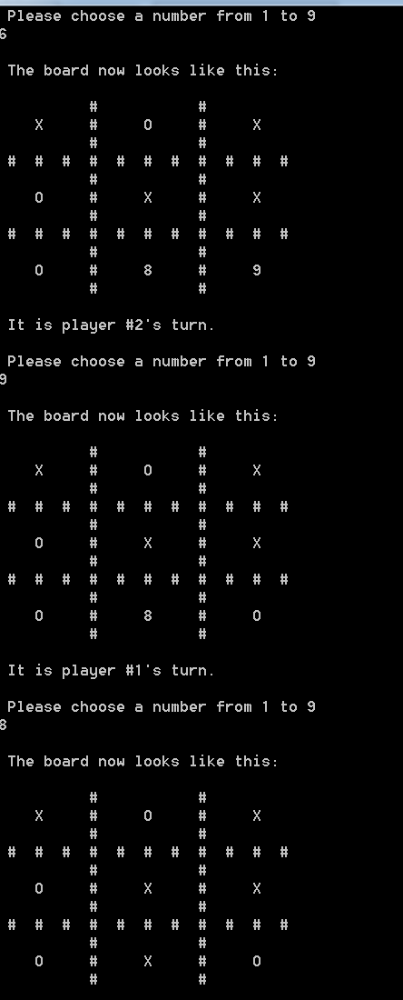 Please choose a number from 1 to 9
6
The board now looks like this:
# #
X # O # X
# #
# # # # # # # # # # #
# #
O # X # X
# #
# # # # # # # # # # #
# #
O # 8 # 9
# #
It is player #2's turn.
Please choose a number from 1 to 9
9
The board now looks like this:
# #
X # O # X
# #
# # # # # # # # # # #
# #
O # X # X
# #
# # # # # # # # # # #
# #
O # 8 # O
# #
It is player #1's turn.
Please choose a number from 1 to 9
8
The board now looks like this:
# #
X # O # X
# #
# # # # # # # # # # #
# #
O # X # X
# #
# # # # # # # # # # #
# #
O # X # O
# #